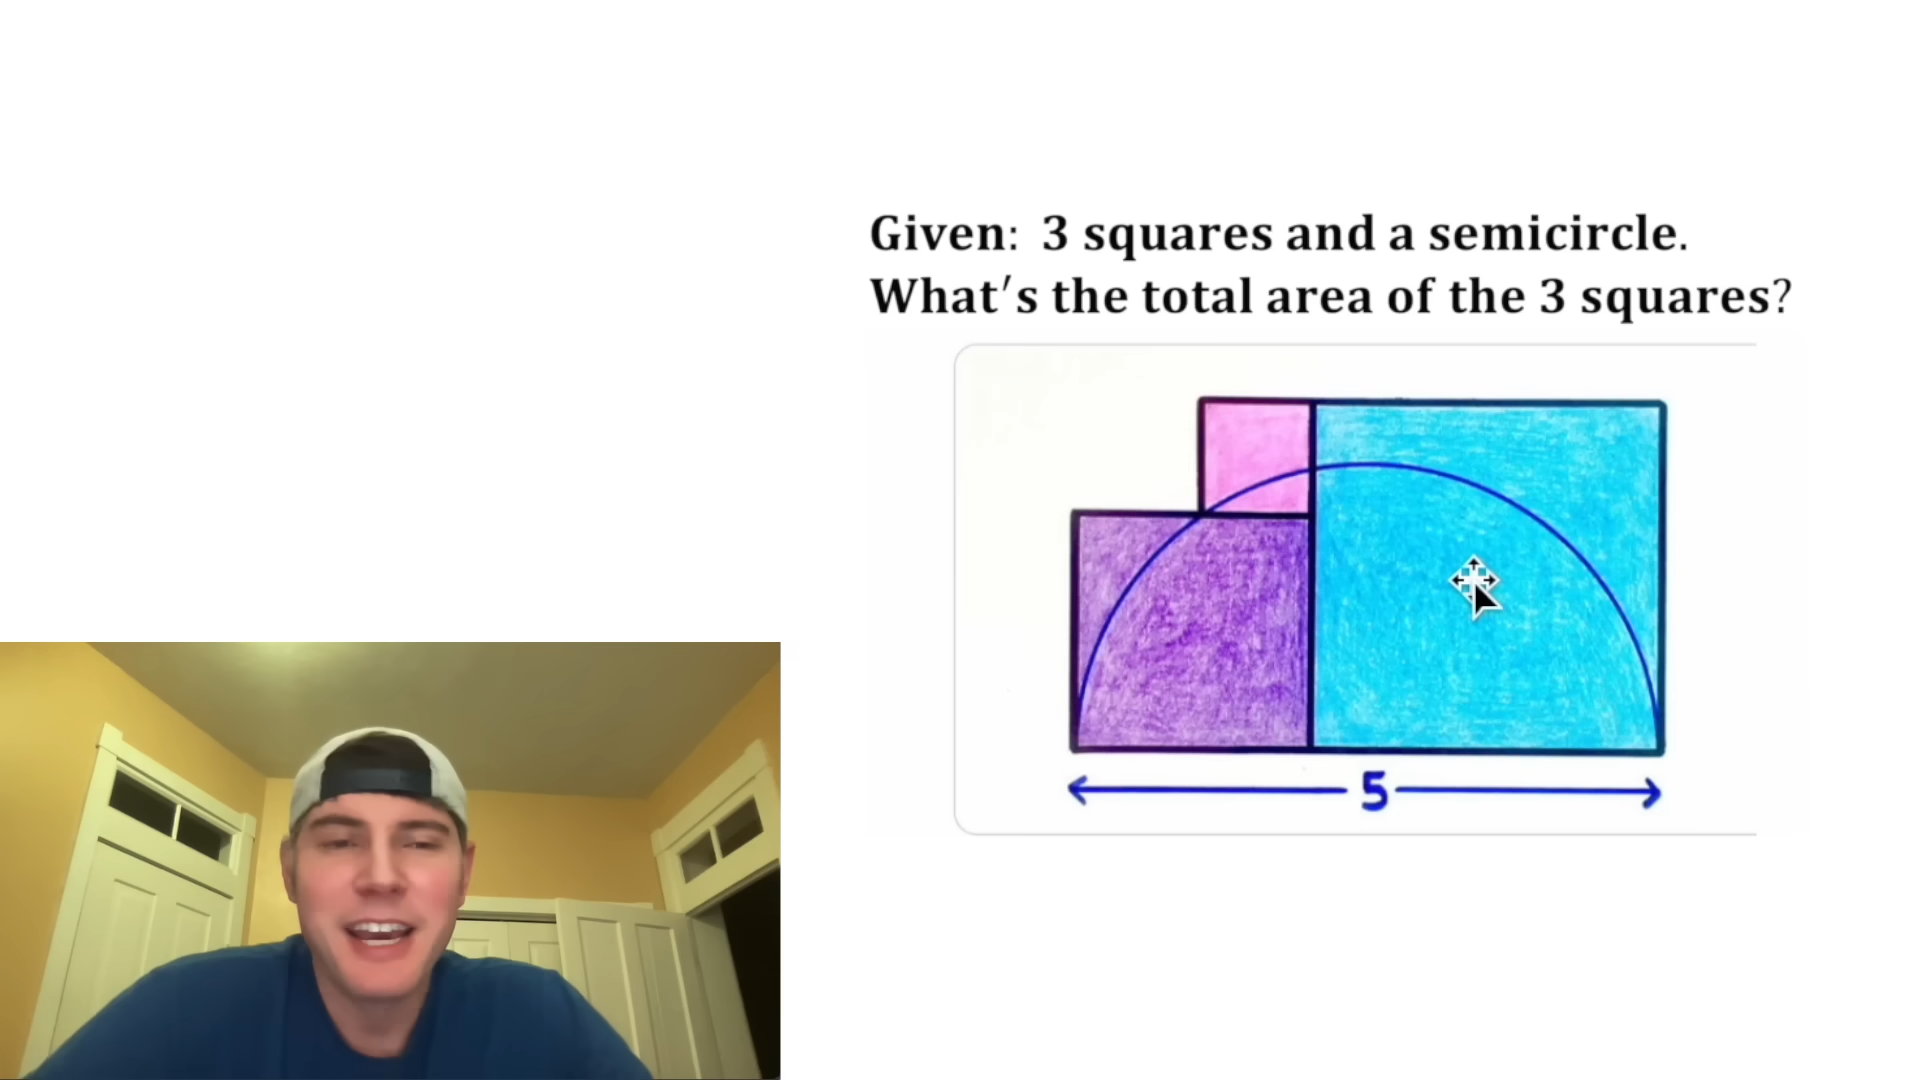 Given: 3 squares and a semicircle.
What's the total area of the 3 squares?
5